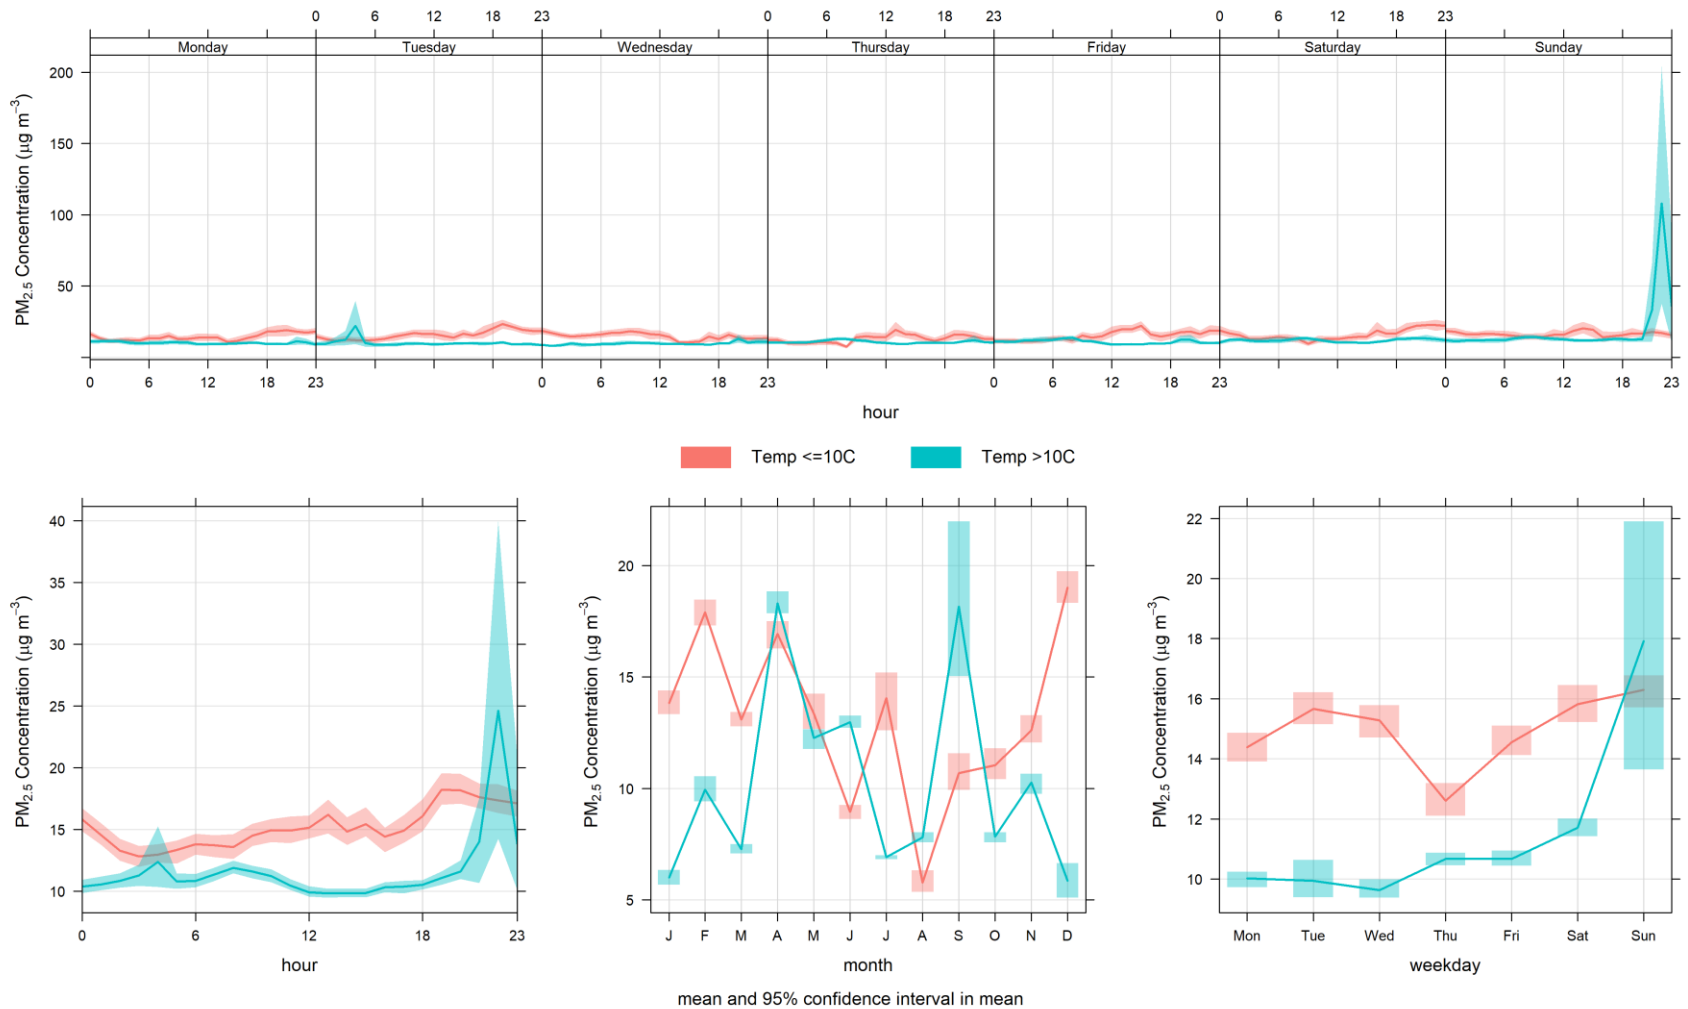 0 6 12 18 23 0 6 12 18 23 0 6 12 18 23
Monday Tuesday Wednesday Thursday Friday Saturday Sunday
200
150
100
50
PM2.5 Concentration (μg m−3)
0 6 12 18 23 0 6 12 18 23 0 6 12 18 23 0 6 12 18 23
hour
Temp <=10C Temp >10C
40
35
30
25
20
15
10
PM2.5 Concentration (μg m−3)
0 6 12 18 23
hour
20
15
10
5
PM2.5 Concentration (μg m−3)
J F M A M J J A S O N D
month
22
20
18
16
14
12
10
PM2.5 Concentration (μg m−3)
Mon Tue Wed Thu Fri Sat Sun
weekday
mean and 95% confidence interval in mean